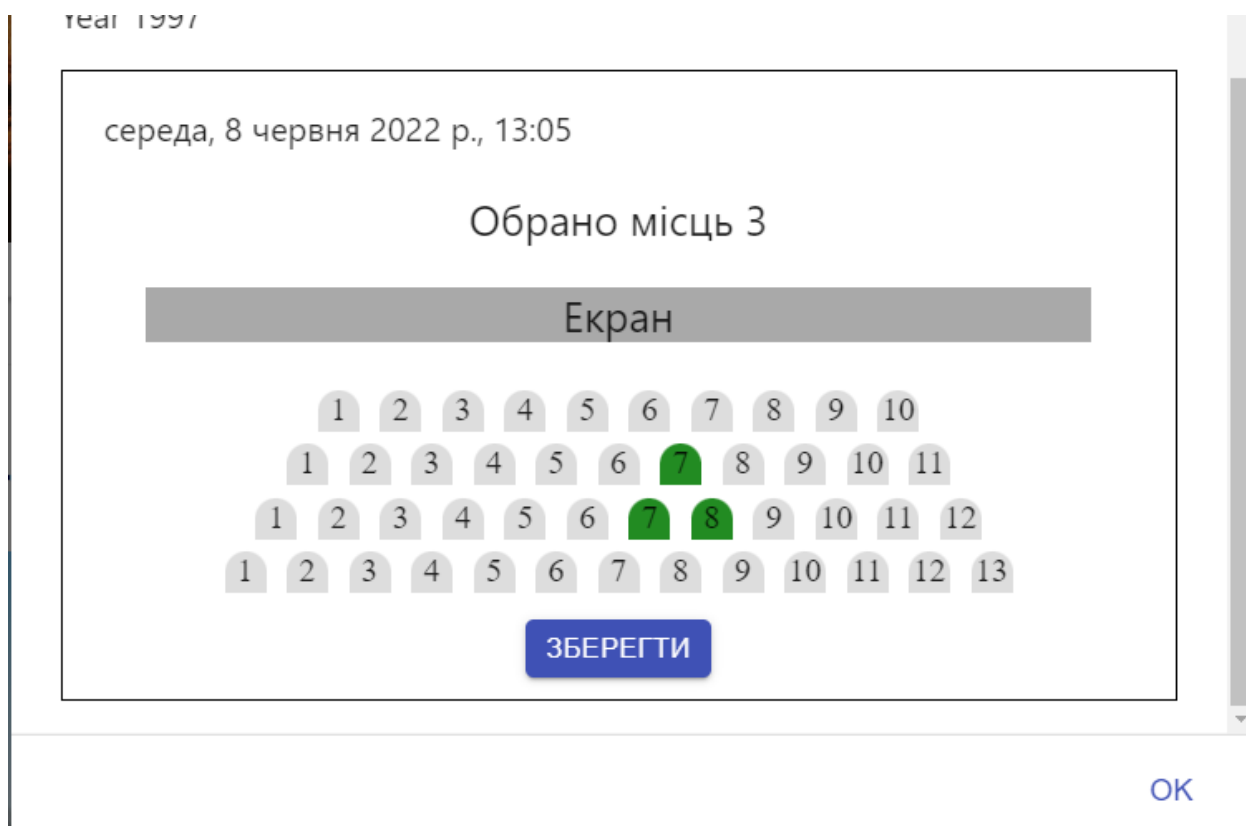 Year 1997
середа, 8 червня 2022 р., 13:05
Обрано місць 3
Екран
1 2 3 4 5 6 7 8 9 10
1 2 3 4 5 6 7 8 9 10 11
1 2 3 4 5 6 7 8 9 10 11 12
1 2 3 4 5 6 7 8 9 10 11 12 13
ЗБЕРЕГТИ
OK